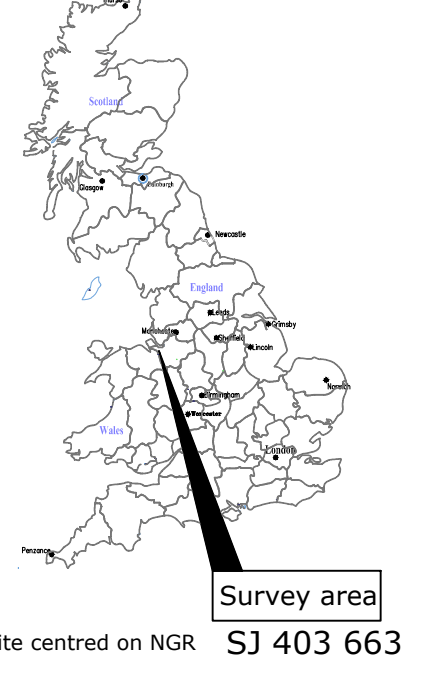 Scotland
Glasgow
Edinburgh
Newcastle
England
Leeds
Grimsby
Manchester
Sheffield
Lincoln
Norwich
Birmingham
Worcester
Wales
London
Penzance
Survey area
ite centred on NGR SJ 403 663